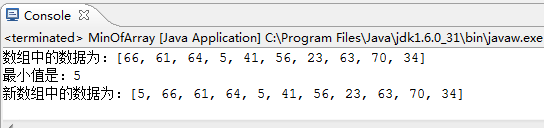 Console
<terminated> MinOfArray [Java Application] C:\Program Files\Java\jdk1.6.0_31\bin\javaw.exe
数组中的数据为：[66, 61, 64, 5, 41, 56, 23, 63, 70, 34]
最小值是：5
新数组中的数据为：[5, 66, 61, 64, 5, 41, 56, 23, 63, 70, 34]